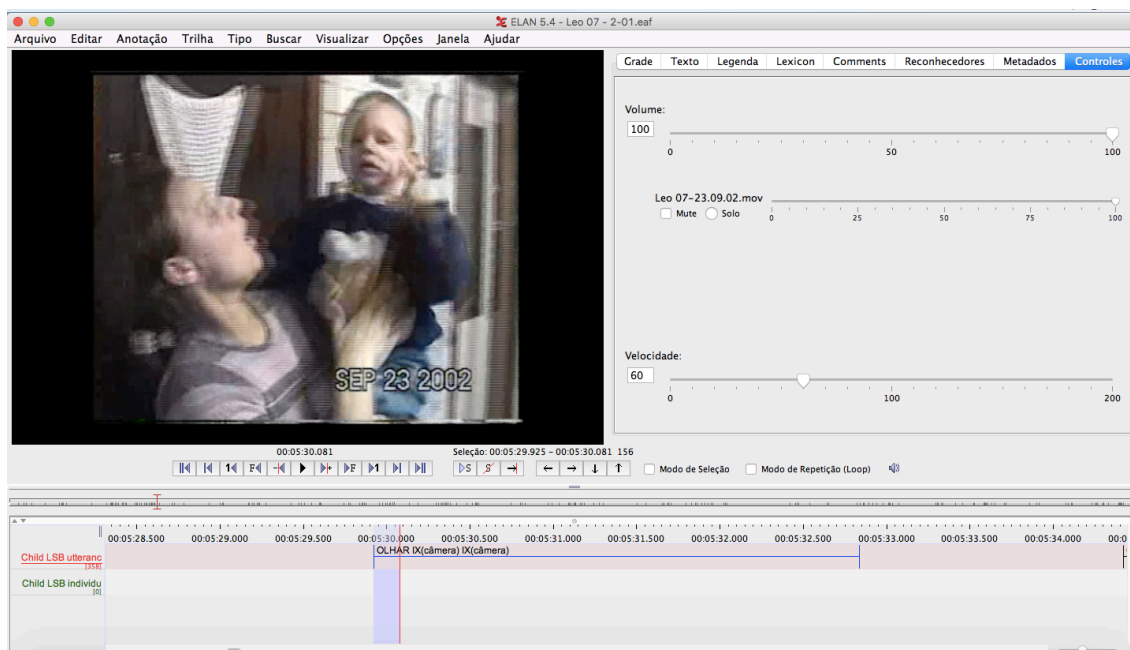 ELAN 5.4 - Leo 07 - 2-01.eaf
Arquivo Editar Anotação Trilha Tipo Buscar Visualizar Opções Janela Ajudar
Grade Texto Legenda Lexicon Comments Reconhecedores Metadados Controles
Volume:
100
0 50 100
Leo 07-23.09.02.mov
Mute Solo
0 25 50 75 100
SEP 23 2002
Velocidade:
60
0 100 200
00:05:30.081 Seleção: 00:05:29.925 - 00:05:30.081 156
1 F F 1 S S Modo de Seleção Modo de Repetição (Loop)
00:05:28.500 00:05:29.000 00:05:29.500 00:05:30.000 00:05:30.500 00:05:31.000 00:05:31.500 00:05:32.000 00:05:32.500 00:05:33.000 00:05:33.500 00:05:34.000 00:0
OLHAR IX(câmera) IX(câmera)
Child LSB utteranc
[358]
Child LSB individu
[0]